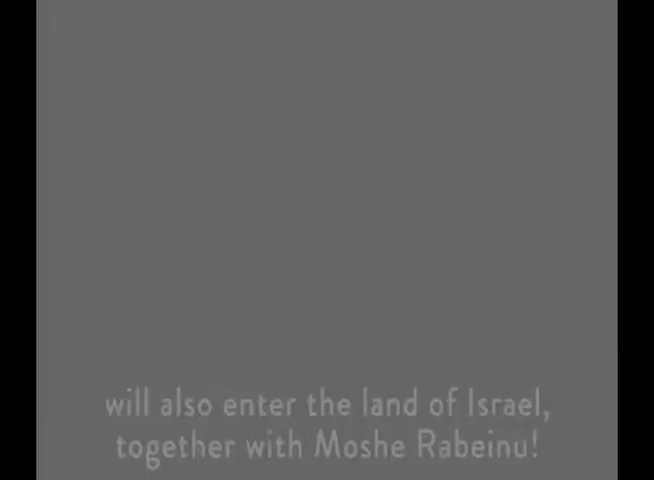 will also enter the land of Israel,
together with Moshe Rabeinu!